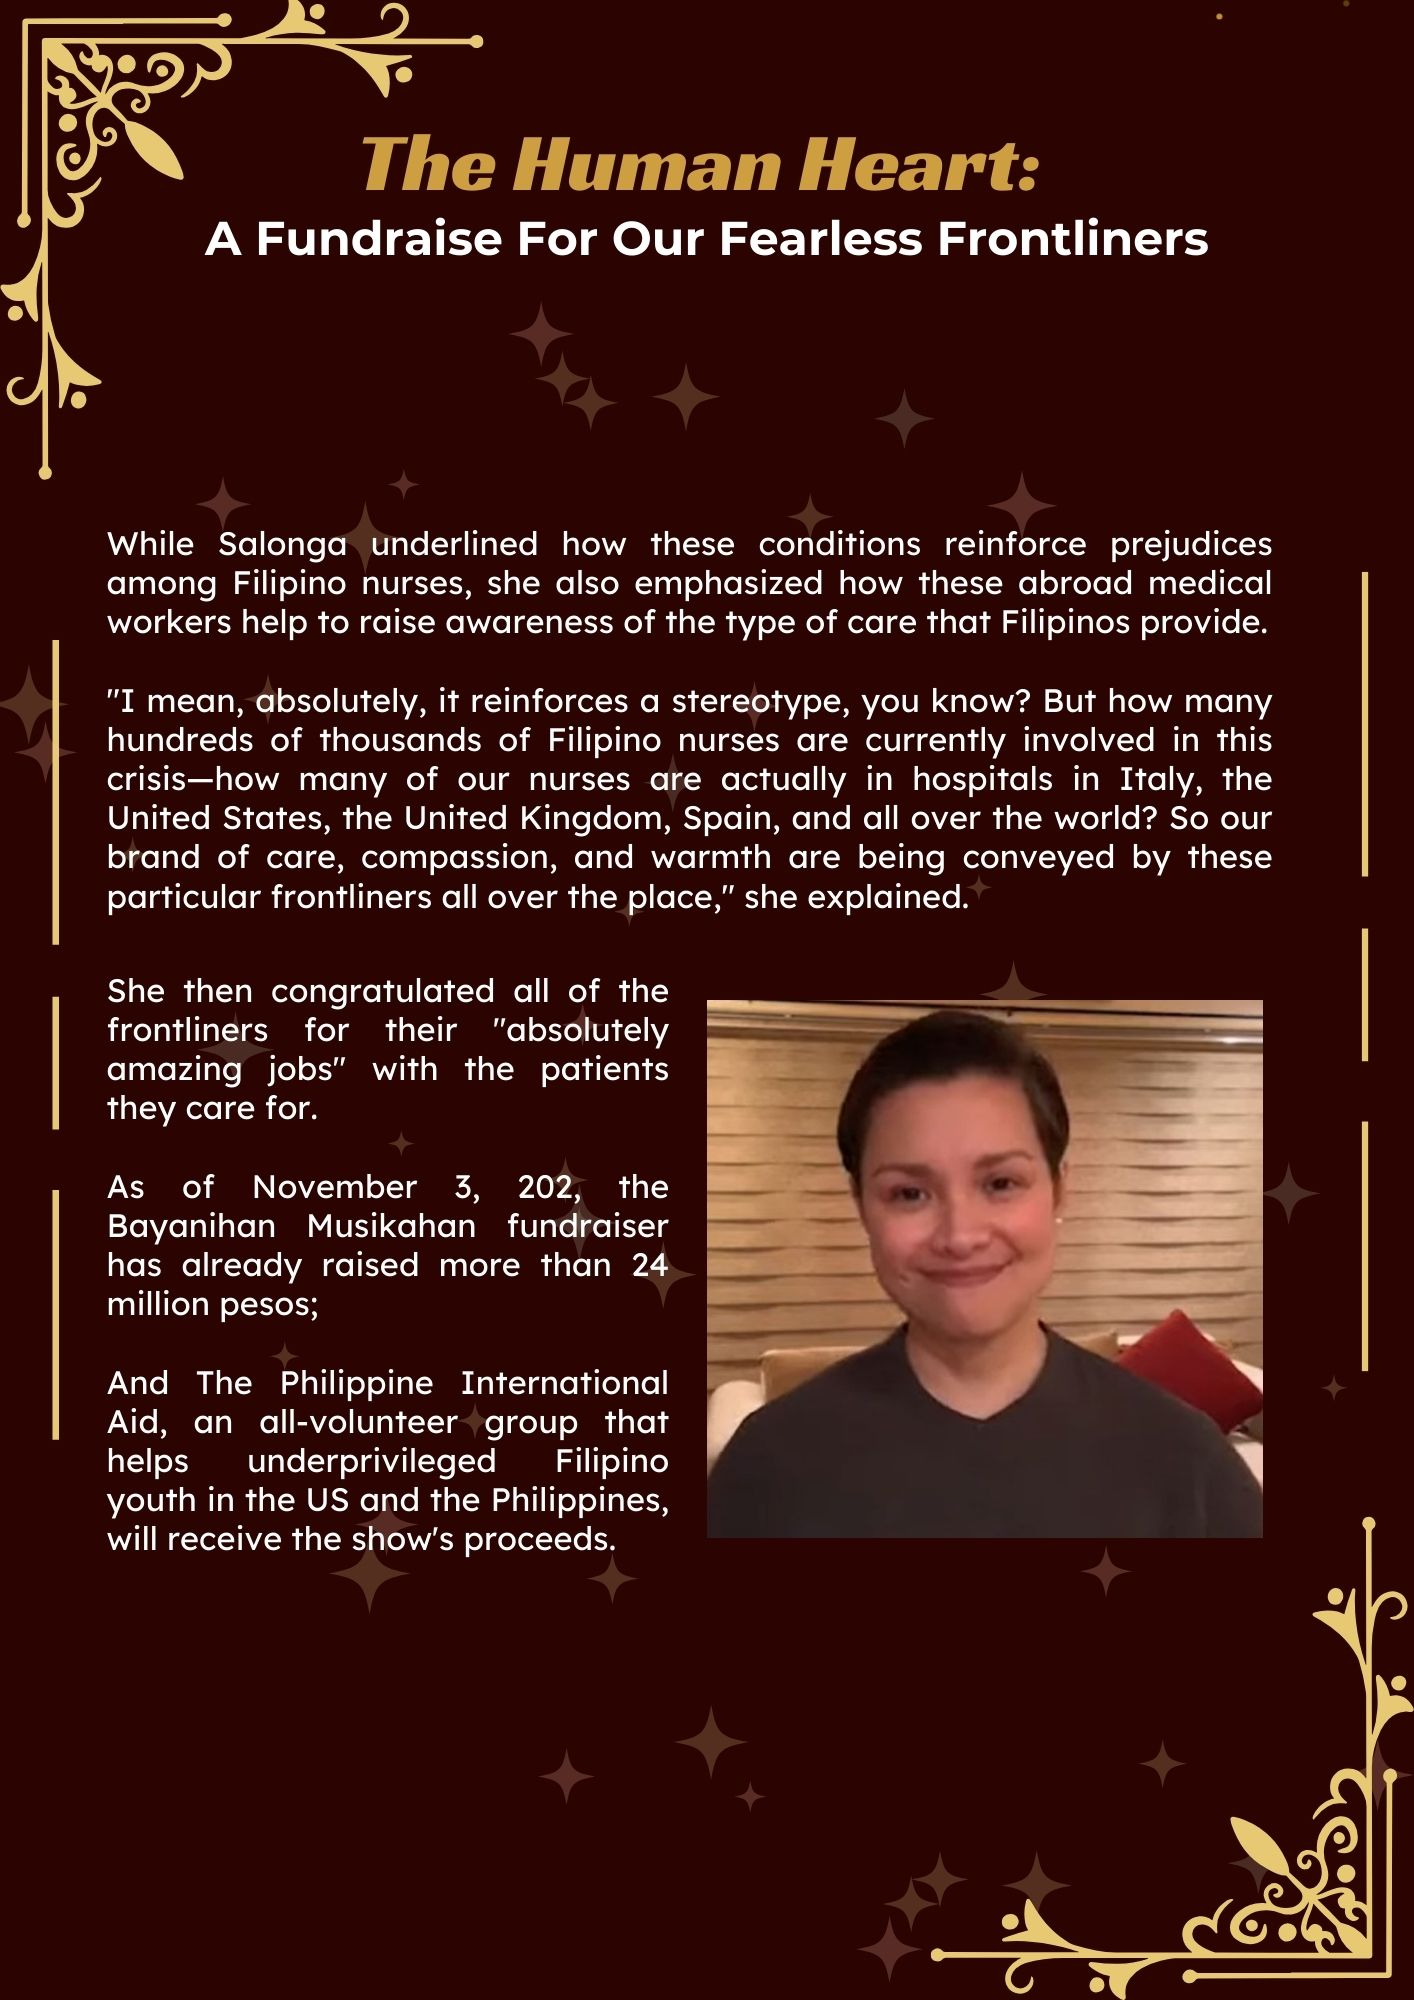 The Human Heart:
A Fundraise For Our Fearless Frontliners
While Salonga underlined how these conditions reinforce prejudices
among Filipino nurses, she also emphasized how these abroad medical
workers help to raise awareness of the type of care that Filipinos provide.
"I mean, absolutely, it reinforces a stereotype, you know? But how many
hundreds of thousands of Filipino nurses are currently involved in this
crisis—how many of our nurses are actually in hospitals in Italy, the
United States, the United Kingdom, Spain, and all over the world? So our
brand of care, compassion, and warmth are being conveyed by these
particular frontliners all over the place," she explained.
She then congratulated all of the
frontliners for their "absolutely
amazing jobs" with the patients
they care for.
As of November 3, 202, the
Bayanihan Musikahan fundraiser
has already raised more than 24
million pesos;
And The Philippine International
Aid, an all-volunteer group that
helps underprivileged Filipino
youth in the US and the Philippines,
will receive the show's proceeds.